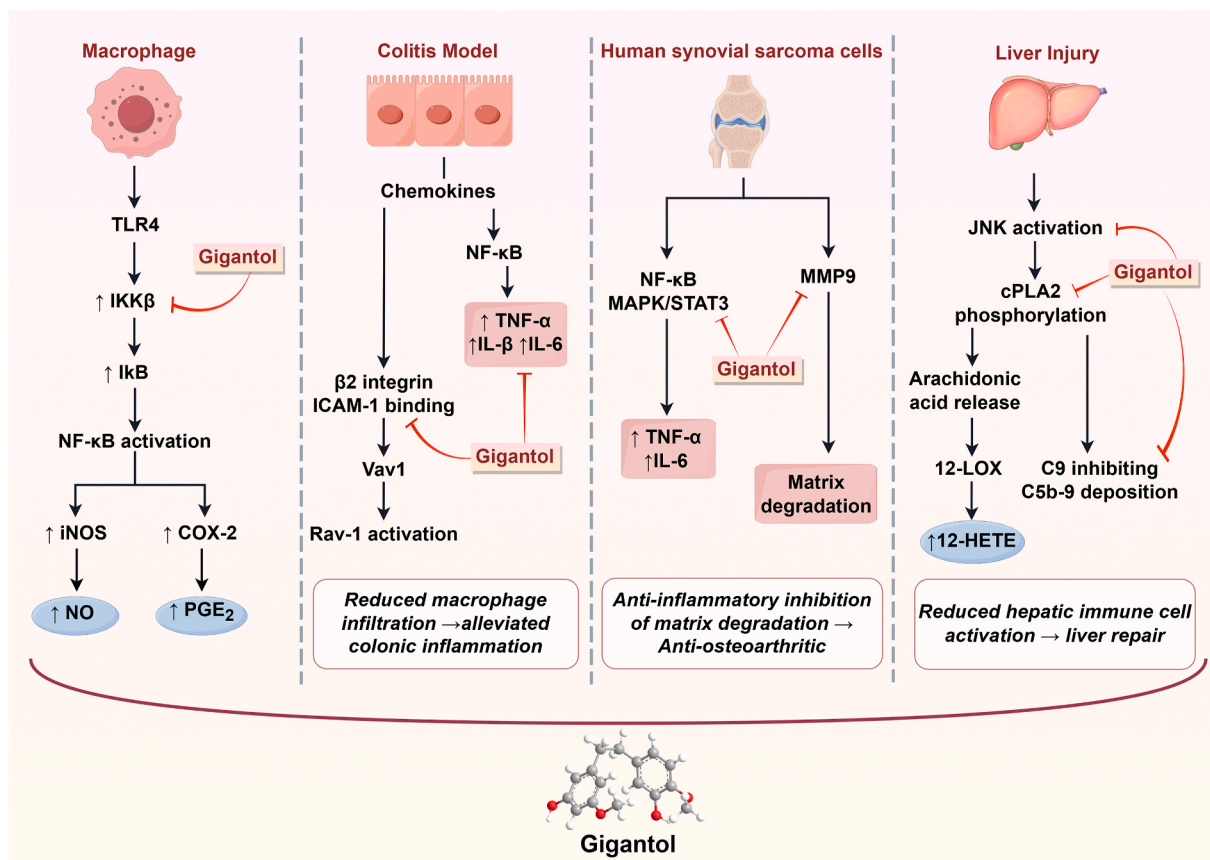 Macrophage
TLR4
Gigantol
↑ IKKβ
↑ IkB
NF-κB activation
↑ iNOS
↑ COX-2
↑ NO
↑ PGE₂
Colitis Model
Chemokines
NF-κB
↑ TNF-α
↑IL-β ↑IL-6
β2 integrin
ICAM-1 binding
Gigantol
Vav1
Rav-1 activation
Reduced macrophage
infiltration →alleviated
colonic inflammation
Human synovial sarcoma cells
NF-κB
MAPK/STAT3
MMP9
Gigantol
↑ TNF-α
↑IL-6
Matrix
degradation
Anti-inflammatory inhibition
of matrix degradation →
Anti-osteoarthritic
Liver Injury
JNK activation
Gigantol
cPLA2
phosphorylation
Arachidonic
acid release
12-LOX
C9 inhibiting
C5b-9 deposition
↑12-HETE
Reduced hepatic immune cell
activation → liver repair
Gigantol